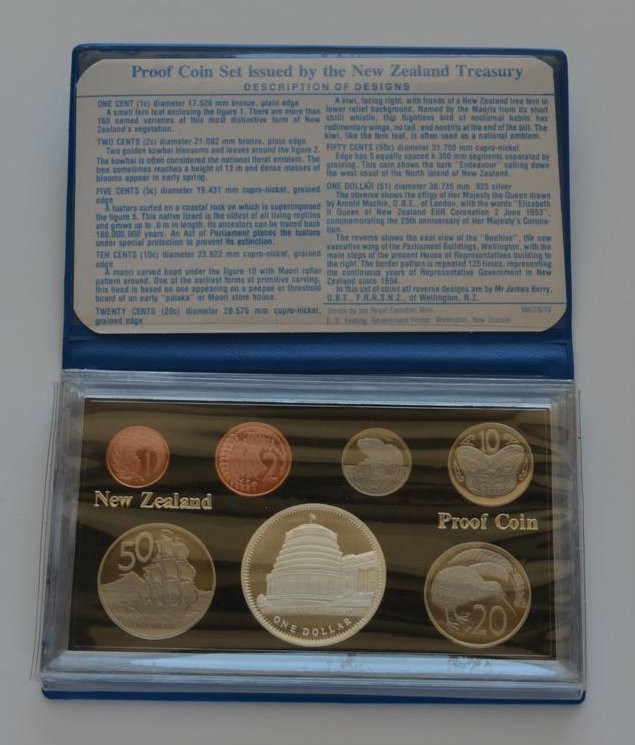 Proof Coin Set issued by the New Zealand Treasury
DESCRIPTION OF DESIGNS
ONE CENT (1c) diameter 17.526 mm bronze, plain edge
A small fern leaf enclosing the figure 1. There are more than
160 named varieties of this most distinctive form of New
Zealand's vegetation.
TWO CENTS (2c) diameter 21.082 mm bronze, plain edge
Two golden kowhai blossoms and leaves around the figure 2.
The kowhai is often considered the national floral emblem. The
tree sometimes reaches a height of 13 m and dense masses of
blooms appear in early spring.
FIVE CENTS (5c) diameter 19.431 mm cupro-nickel, grained
edge
A tuatara curled on a coastal rock on which is superimposed
the figure 5. This native lizard is the oldest of all living reptiles
and grows up to .6 m in length. Its ancestors can be traced back
180,000,000 years. An Act of Parliament places the tuatara
under special protection to prevent its extinction.
TEN CENTS (10c) diameter 23.622 mm cupro-nickel, grained
edge
A Maori carved head under the figure 10 with Maori rafter
pattern around. One of the earliest forms of primitive carving,
this head is based on one appearing on a paepae or threshold
board of an early "pataka" or Maori store house.
TWENTY CENTS (20c) diameter 28.575 mm cupro-nickel,
grained edge
A kiwi, facing right, with fronds of a New Zealand tree fern in
lower relief background. Named by the Maoris from its short
shrill whistle, this flightless bird of nocturnal habits has
rudimentary wings, no tail, and nostrils at the end of the bill. The
kiwi, like the fern leaf, is often used as a national emblem.
FIFTY CENTS (50c) diameter 31.750 mm cupro-nickel
Edge has 5 equally spaced 6.350 mm segments separated by
graining. This coin shows the bark "Endeavour" sailing down
the west coast of the North Island of New Zealand.
ONE DOLLAR ($1) diameter 38.735 mm .925 silver
The obverse shows the effigy of Her Majesty the Queen drawn
by Arnold Machin, O.B.E., of London, with the words "Elizabeth
II Queen of New Zealand EIIR Coronation 2 June 1953",
commemorating the 25th anniversary of Her Majesty's Corona-
tion.
The reverse shows the east view of the "Beehive", the new
executive wing of the Parliament Buildings, Wellington, with the
main steps of the present House of Representatives building to
the right. The border pattern is repeated 125 times, representing
the continuous years of Representative Government in New
Zealand since 1854.
In this set of coins all reverse designs are by Mr James Berry,
O.B.E., F.R.N.S.N.Z., of Wellington, N.Z.
Struck by the Royal Canadian Mint.
E. C. Keating, Government Printer, Wellington, New Zealand
1
2
10
New Zealand
Proof Coin
50
ONE DOLLAR
20